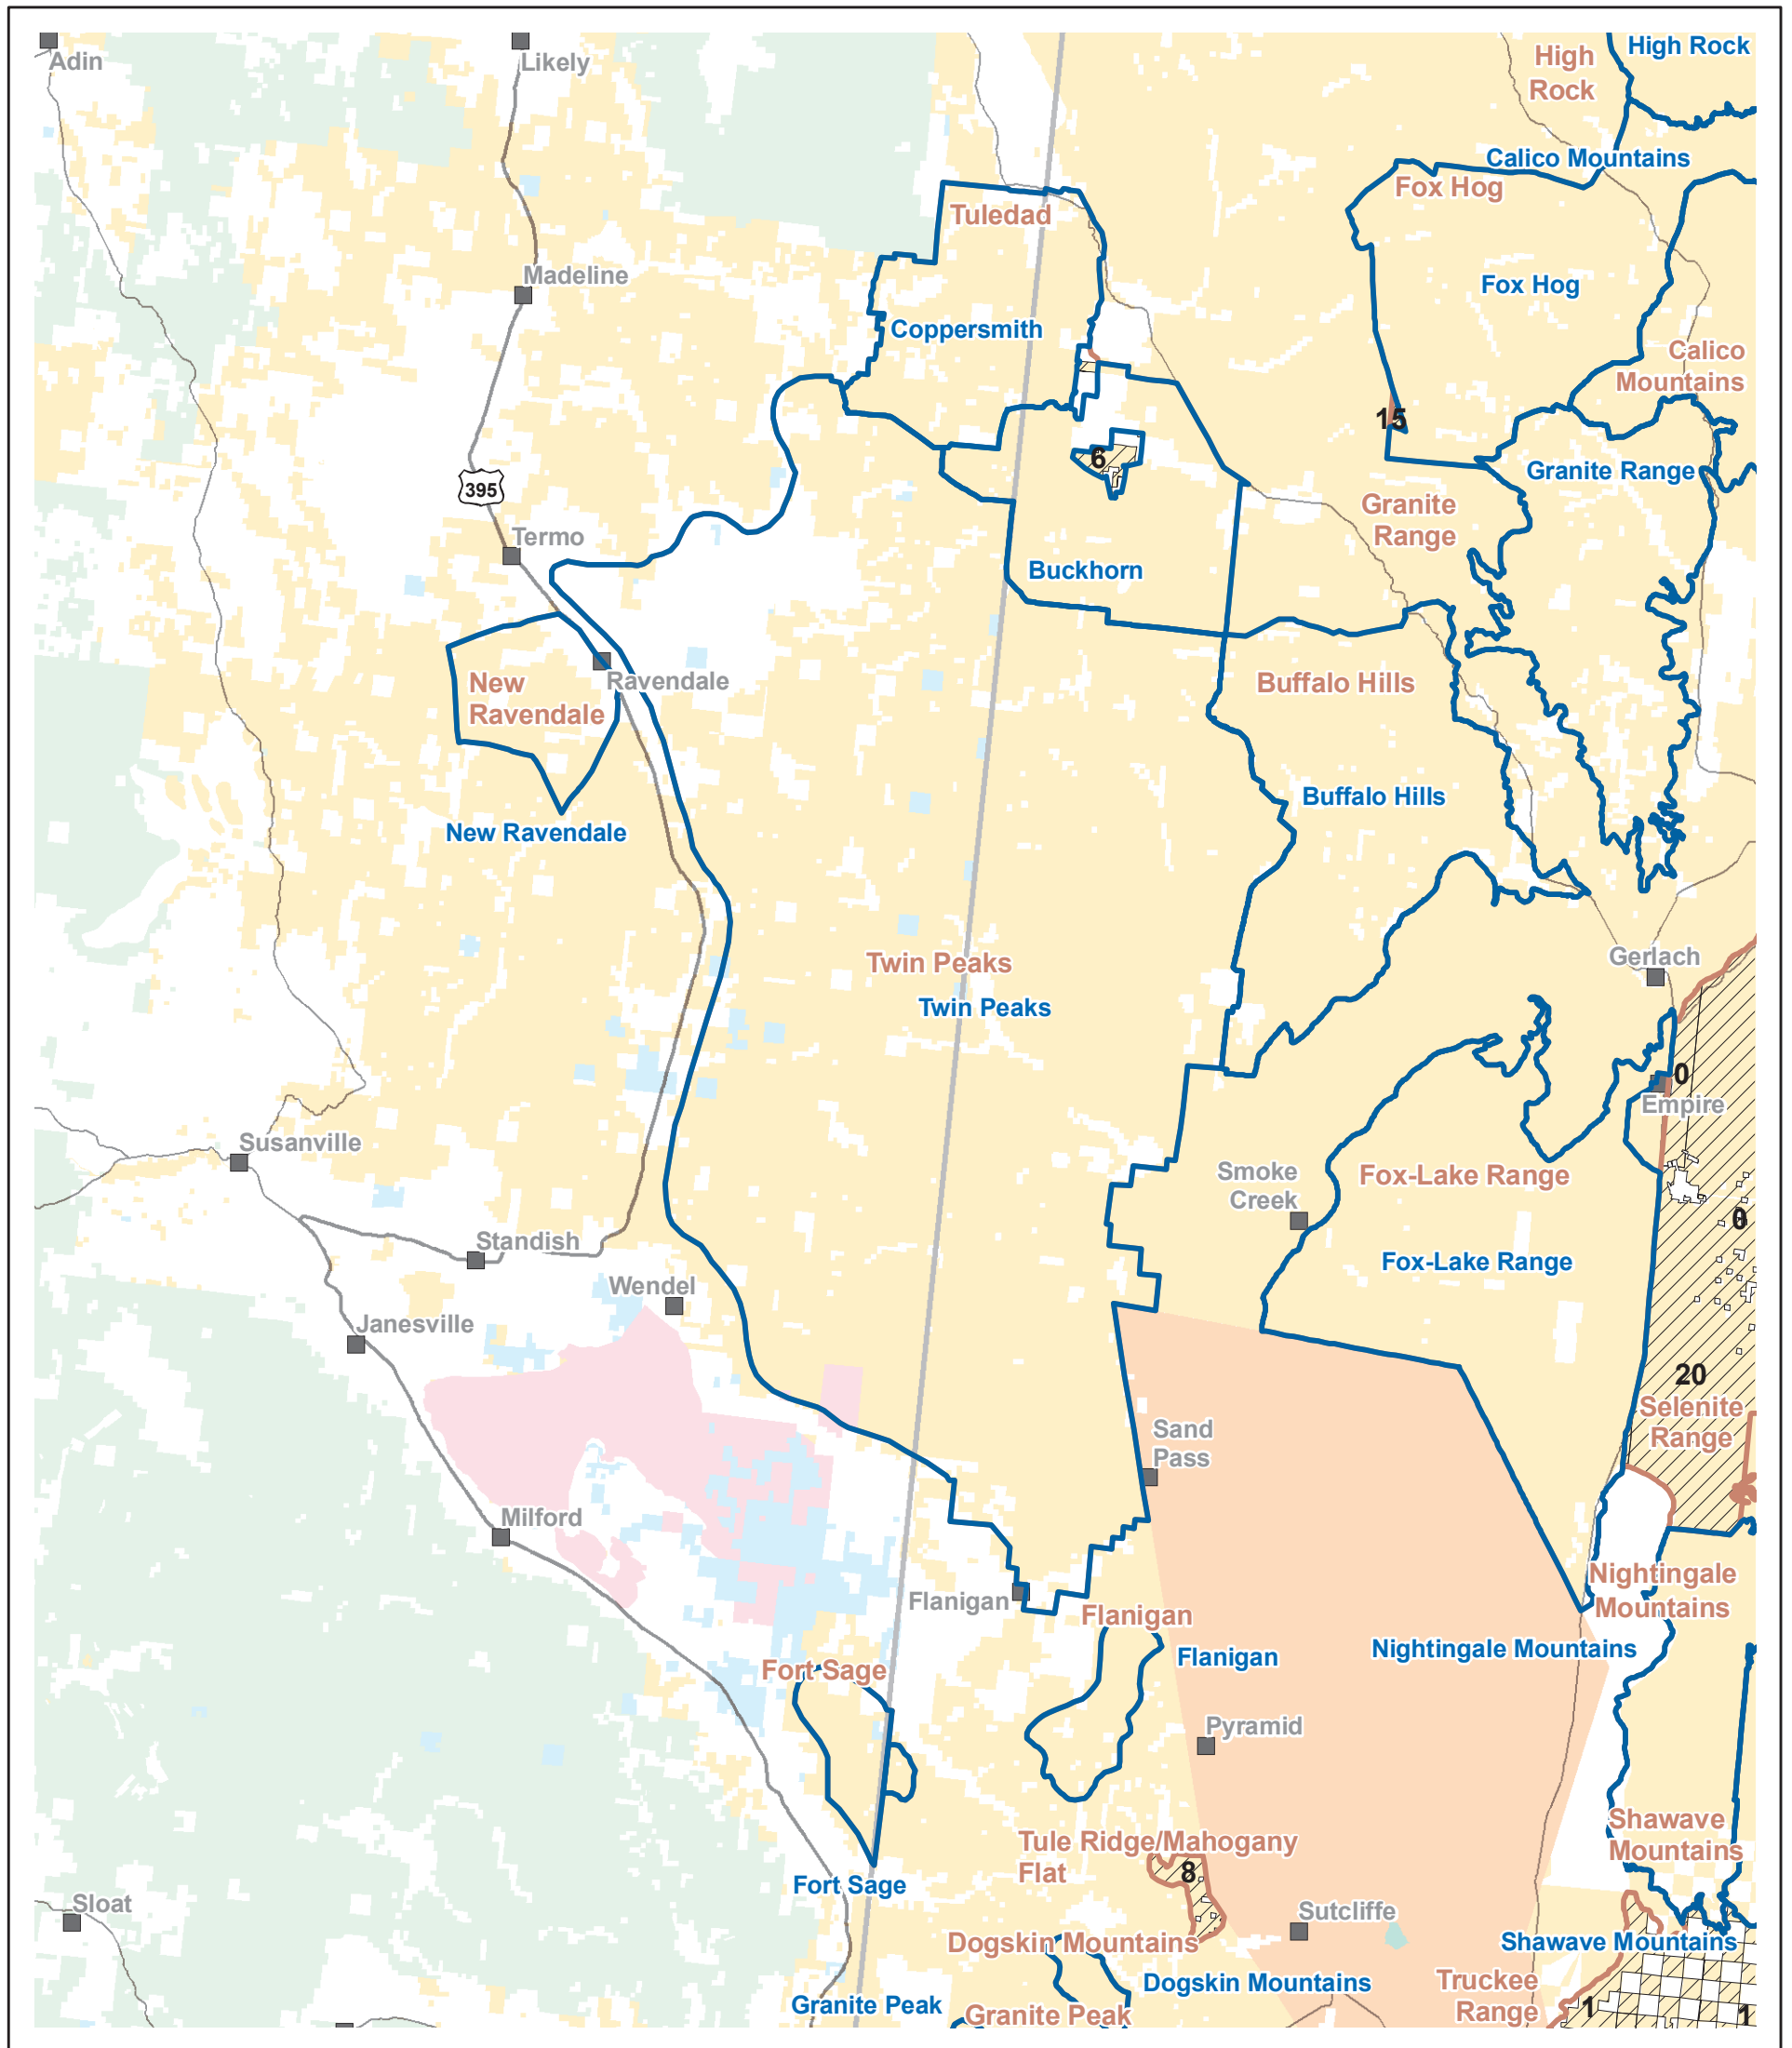 Adin
Likely
High
Rock
High Rock
Calico Mountains
Fox Hog
Tuledad
Madeline
Fox Hog
Coppersmith
Calico
Mountains
15
6
Granite Range
395
Granite
Range
Termo
Buckhorn
New
Ravendale
Ravendale
Buffalo Hills
Buffalo Hills
New Ravendale
Twin Peaks
Twin Peaks
Gerlach
0
Empire
Susanville
Smoke
Creek
Fox-Lake Range
0
Standish
Fox-Lake Range
Wendel
Janesville
20
Selenite
Range
Sand
Pass
Milford
Flanigan
Flanigan
Nightingale
Mountains
Flanigan
Nightingale Mountains
Fort Sage
Pyramid
Shawave
Mountains
Tule Ridge/Mahogany
Flat
8
Fort Sage
Sloat
Sutcliffe
Dogskin Mountains
Shawave Mountains
Dogskin Mountains
Truckee
Range
Granite Peak
Granite Peak
1
1